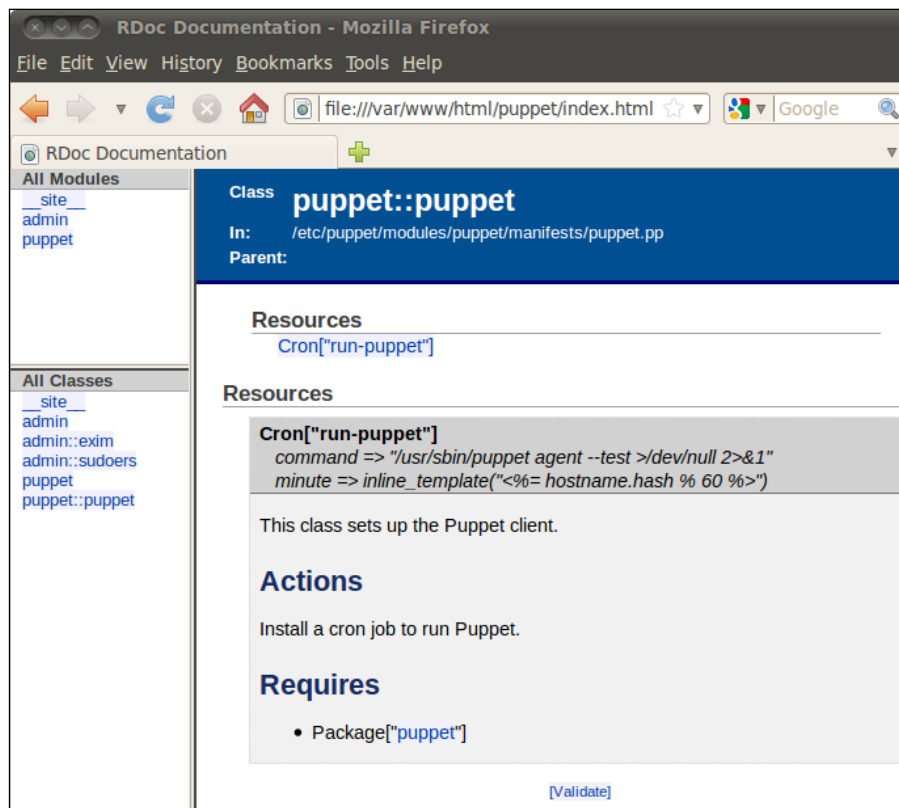 RDoc Documentation - Mozilla Firefox
File Edit View History Bookmarks Tools Help
file:///var/www/html/puppet/index.html
Google
RDoc Documentation
All Modules
__site__
admin
puppet
All Classes
__site__
admin
admin::exim
admin::sudoers
puppet
puppet::puppet
Class puppet::puppet
In: /etc/puppet/modules/puppet/manifests/puppet.pp
Parent:
Resources
Cron["run-puppet"]
Resources
Cron["run-puppet"]
command => "/usr/sbin/puppet agent --test >/dev/null 2>&1"
minute => inline_template("<%= hostname.hash % 60 %>")
This class sets up the Puppet client.
Actions
Install a cron job to run Puppet.
Requires
• Package["puppet"]
[Validate]